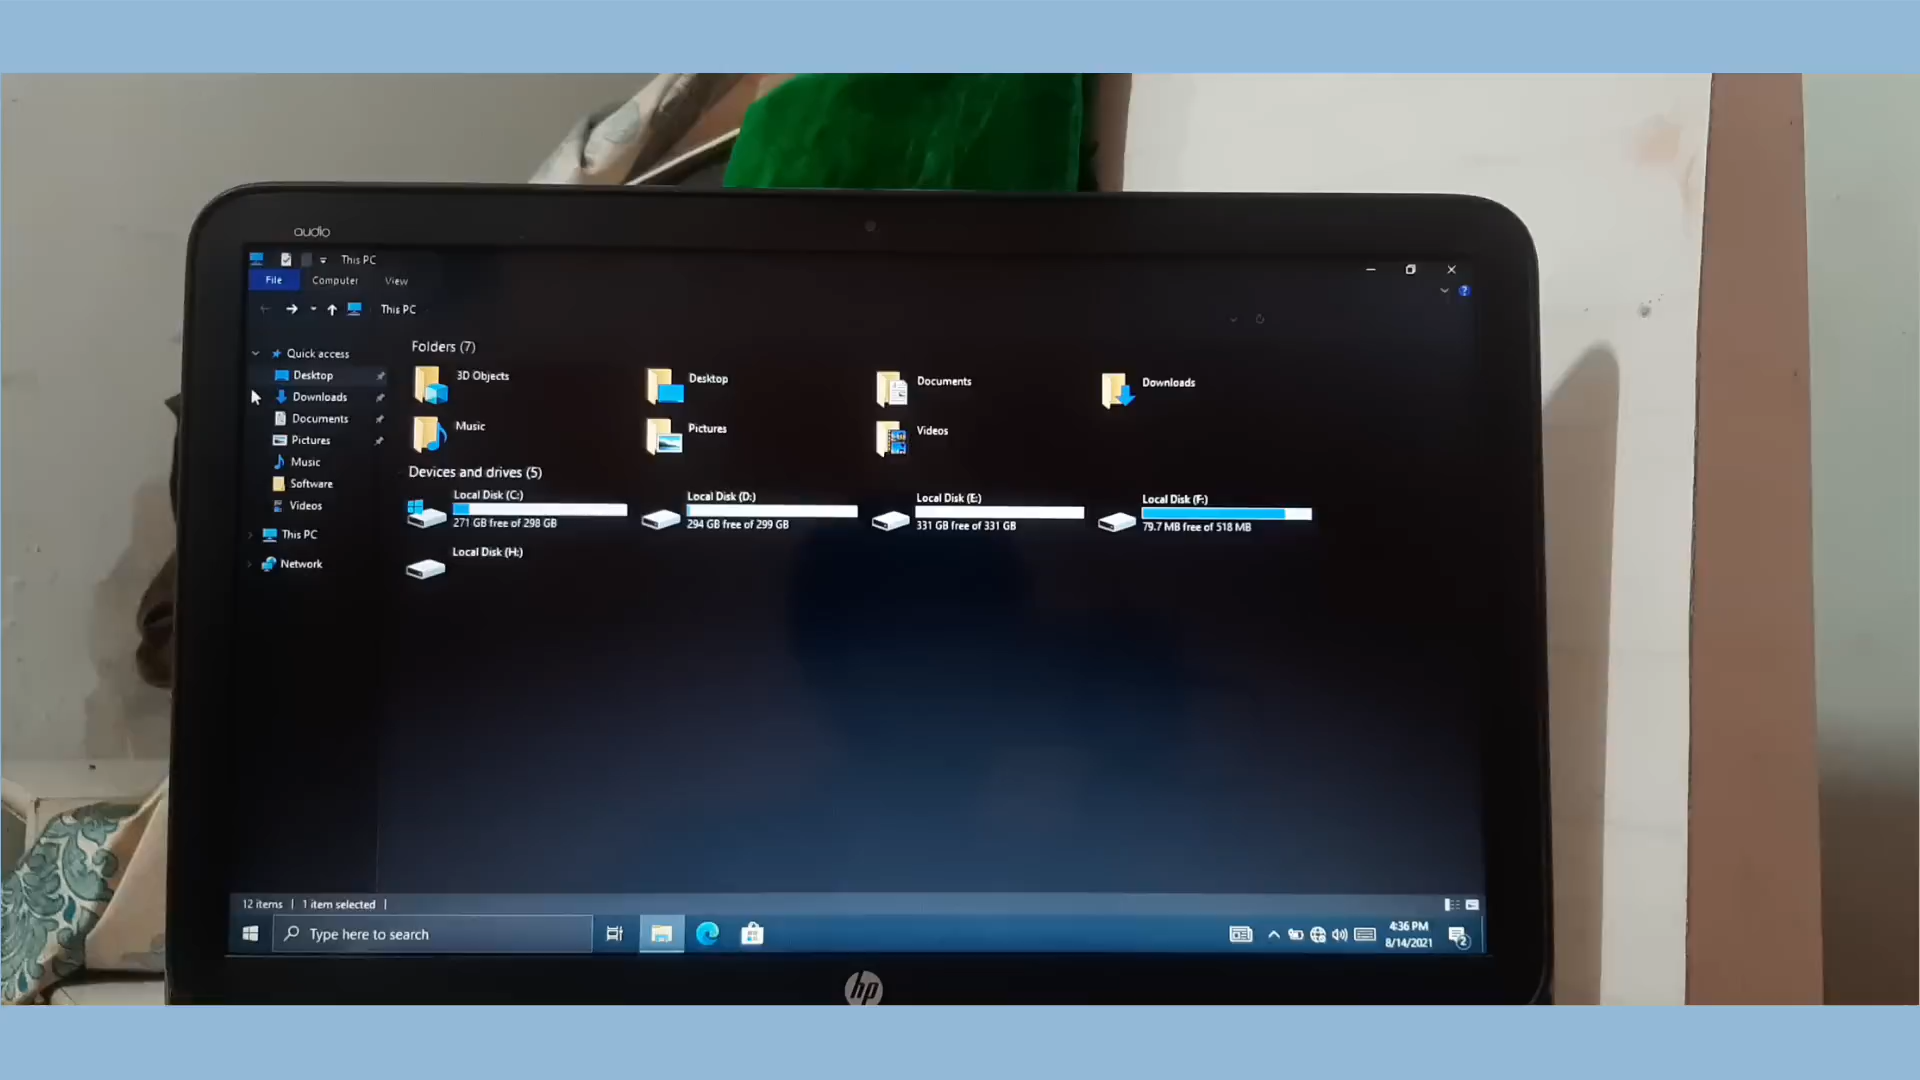 audio
This PC
File Computer View
This PC
Quick access
Desktop
Downloads
Documents
Pictures
Music
Software
Videos
This PC
Network
Folders (7)
3D Objects
Desktop
Documents
Downloads
Music
Pictures
Videos
Devices and drives (5)
Local Disk (C:)
271 GB free of 298 GB
Local Disk (D:)
294 GB free of 299 GB
Local Disk (E:)
331 GB free of 331 GB
Local Disk (F:)
79.7 MB free of 518 MB
Local Disk (H:)
12 items | 1 item selected |
Type here to search
4:36 PM
8/14/2021
2
hp